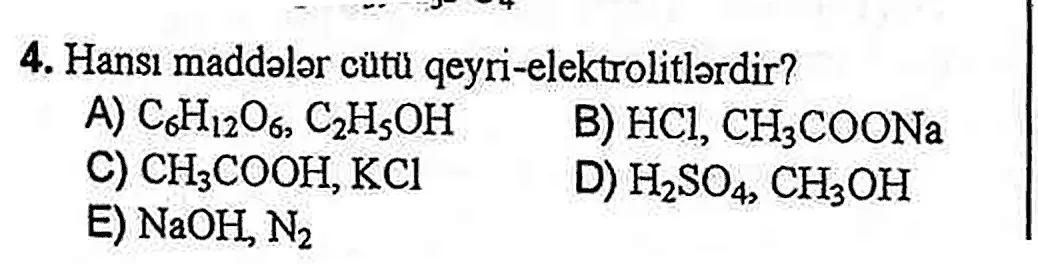 4. Hansı maddələr cütü qeyri-elektrolitlərdir?
A) C₆H₁₂O₆, C₂H₅OH B) HCl, CH₃COONa
C) CH₃COOH, KCl D) H₂SO₄, CH₃OH
E) NaOH, N₂